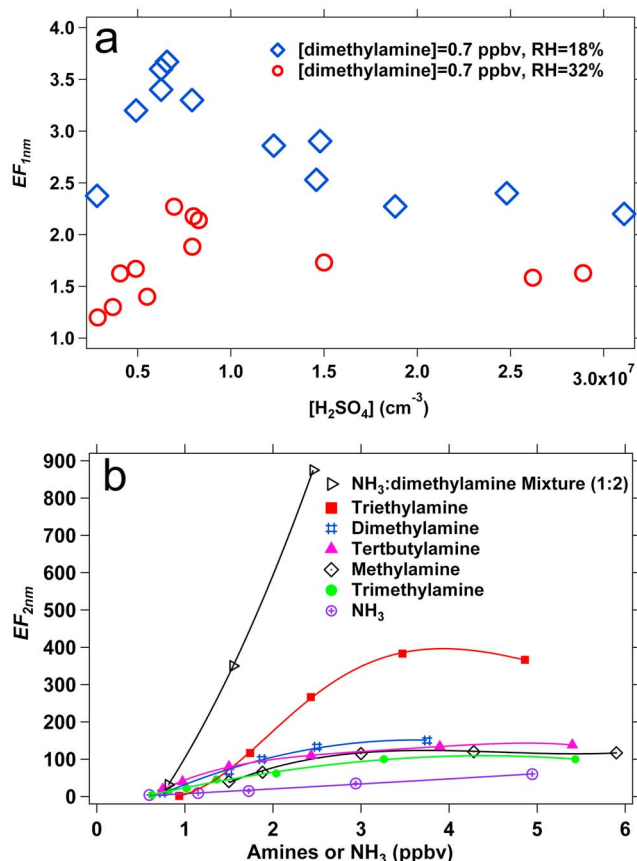 a
4.0
3.5
3.0
2.5
2.0
1.5
1.0
EF1nm
[dimethylamine]=0.7 ppbv, RH=18%
[dimethylamine]=0.7 ppbv, RH=32%
0.5
1.0
1.5
2.0
2.5
3.0x10⁷
[H₂SO₄] (cm⁻³)
b
900
800
700
600
500
400
300
200
100
0
EF2nm
NH₃:dimethylamine Mixture (1:2)
Triethylamine
Dimethylamine
Tertbutylamine
Methylamine
Trimethylamine
NH₃
0
1
2
3
4
5
6
Amines or NH₃ (ppbv)